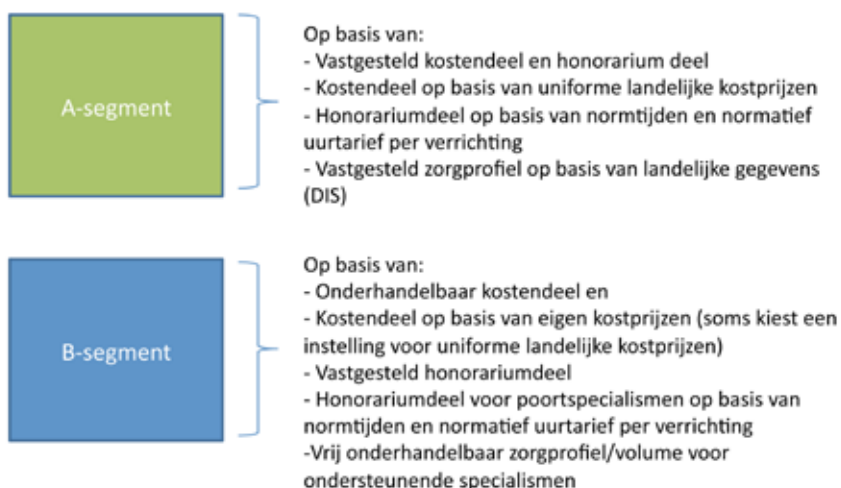 A-segment
Op basis van:
- Vastgesteld kostendeel en honorarium deel
- Kostendeel op basis van uniforme landelijke kostprijzen
- Honorariumdeel op basis van normtijden en normatief
uurtarief per verrichting
- Vastgesteld zorgprofiel op basis van landelijke gegevens
(DIS)
B-segment
Op basis van:
- Onderhandelbaar kostendeel en
- Kostendeel op basis van eigen kostprijzen (soms kiest een
instelling voor uniforme landelijke kostprijzen)
- Vastgesteld honorariumdeel
- Honorariumdeel voor poortspecialismen op basis van
normtijden en normatief uurtarief per verrichting
-Vrij onderhandelbaar zorgprofiel/volume voor
ondersteunende specialismen